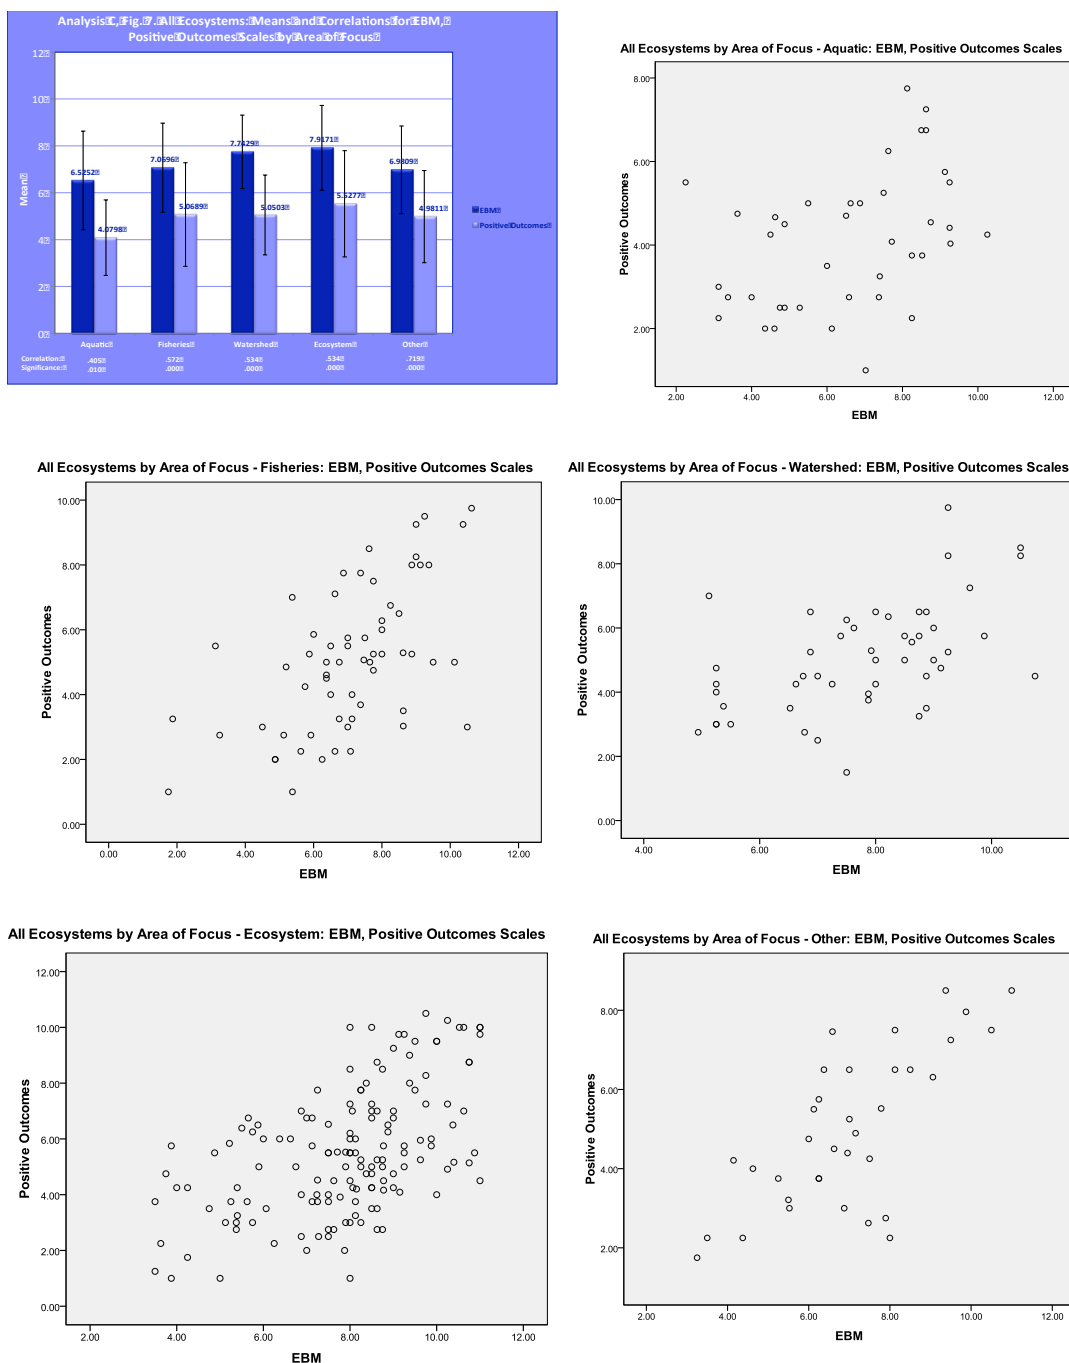 Analysis C, Fig. 7. All Ecosystems: Means and Correlations for EBM,
Positive Outcomes Scales by Area of Focus
12
10
8
6
4
2
0
Mean
6.5252
4.0798
7.0696
5.0689
7.7429
5.0503
7.9171
5.5277
6.9809
4.9811
EBM
Positive Outcomes
Aquatic Fisheries Watershed Ecosystem Other
Correlation: .405 .572 .534 .534 .719
Significance: .010 .000 .000 .000 .000
All Ecosystems by Area of Focus - Aquatic: EBM, Positive Outcomes Scales
Positive Outcomes
8.00
6.00
4.00
2.00
2.00 4.00 6.00 8.00 10.00 12.00
EBM
All Ecosystems by Area of Focus - Fisheries: EBM, Positive Outcomes Scales
Positive Outcomes
10.00
8.00
6.00
4.00
2.00
0.00
0.00 2.00 4.00 6.00 8.00 10.00 12.00
EBM
All Ecosystems by Area of Focus - Watershed: EBM, Positive Outcomes Scales
Positive Outcomes
10.00
8.00
6.00
4.00
2.00
0.00
4.00 6.00 8.00 10.00
EBM
All Ecosystems by Area of Focus - Ecosystem: EBM, Positive Outcomes Scales
Positive Outcomes
12.00
10.00
8.00
6.00
4.00
2.00
0.00
2.00 4.00 6.00 8.00 10.00 12.00
EBM
All Ecosystems by Area of Focus - Other: EBM, Positive Outcomes Scales
Positive Outcomes
8.00
6.00
4.00
2.00
2.00 4.00 6.00 8.00 10.00 12.00
EBM